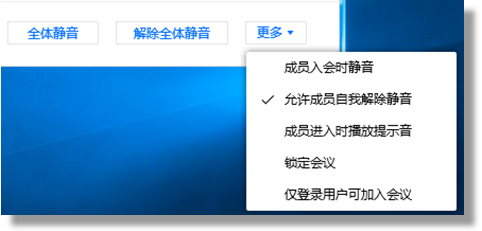 全体静音 解除全体静音 更多
成员入会时静音
允许成员自我解除静音
成员进入时播放提示音
锁定会议
仅登录用户可加入会议